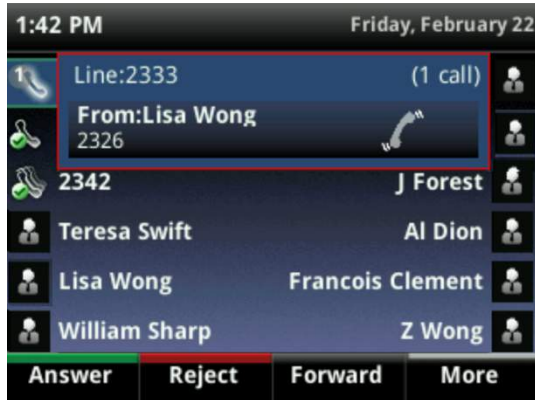 1:42 PM Friday, February 22
1 Line:2333 (1 call)
From:Lisa Wong
2326
2342 J Forest
Teresa Swift Al Dion
Lisa Wong Francois Clement
William Sharp Z Wong
Answer Reject Forward More